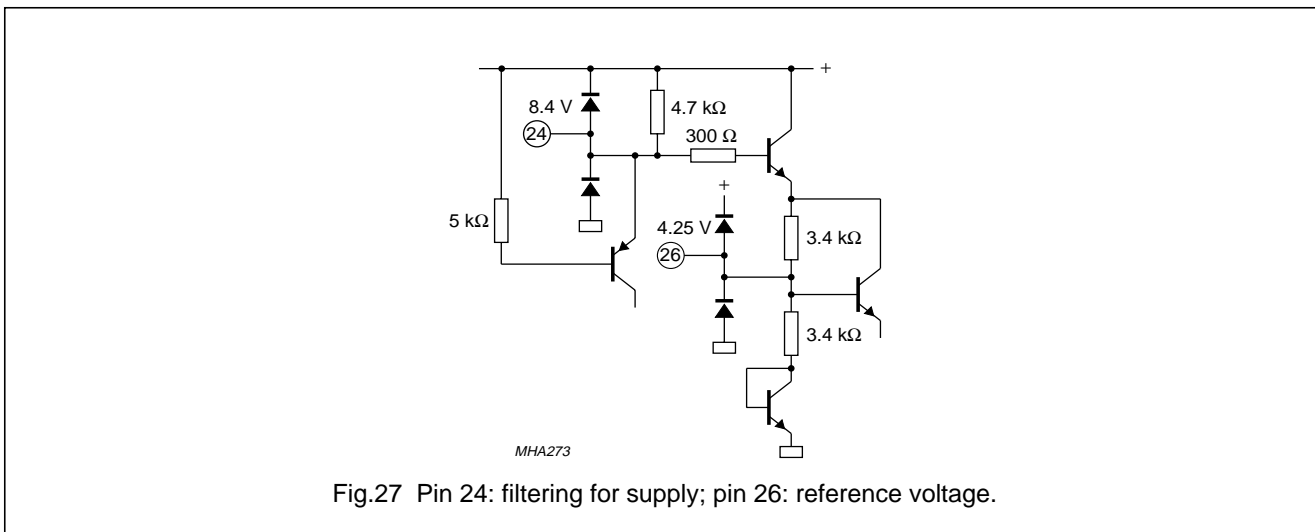 +
8.4 V
4.7 kΩ
24
300 Ω
+
5 kΩ
4.25 V
3.4 kΩ
26
3.4 kΩ
MHA273
Fig.27 Pin 24: filtering for supply; pin 26: reference voltage.